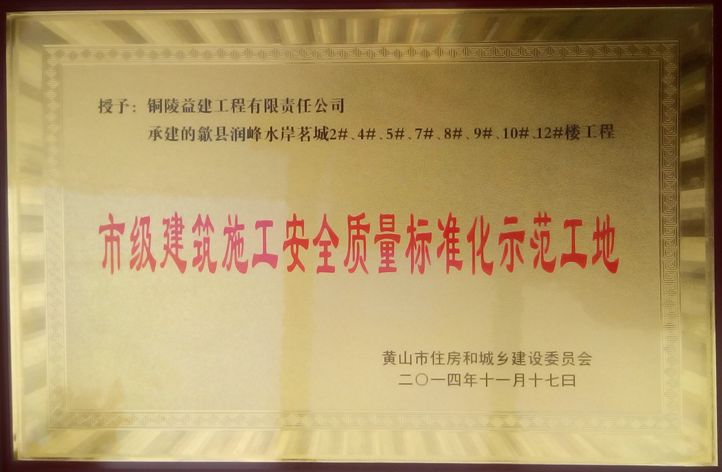 授予：铜陵益建工程有限责任公司
承建的歙县润峰水岸茗城2#、4#、5#、7#、8#、9#、10#、12#楼工程
市级建筑施工安全质量标准化示范工地
黄山市住房和城乡建设委员会
二〇一四年十一月十七日